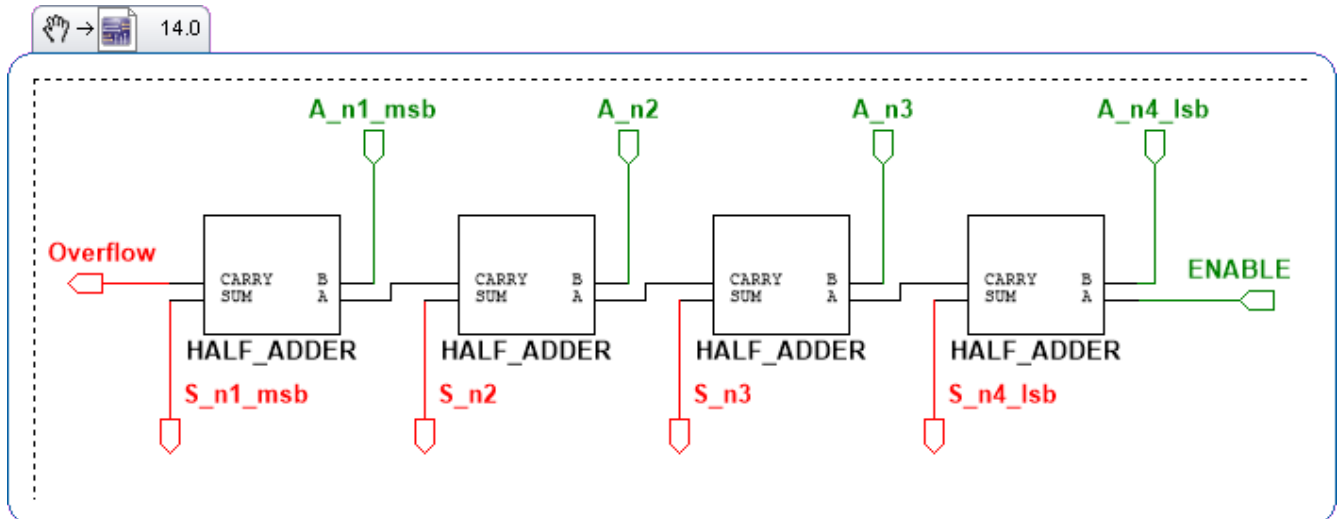 14.0
A_n1_msb A_n2 A_n3 A_n4_lsb
Overflow ENABLE
CARRY B CARRY B CARRY B CARRY B
SUM A SUM A SUM A SUM A
HALF_ADDER HALF_ADDER HALF_ADDER HALF_ADDER
S_n1_msb S_n2 S_n3 S_n4_lsb